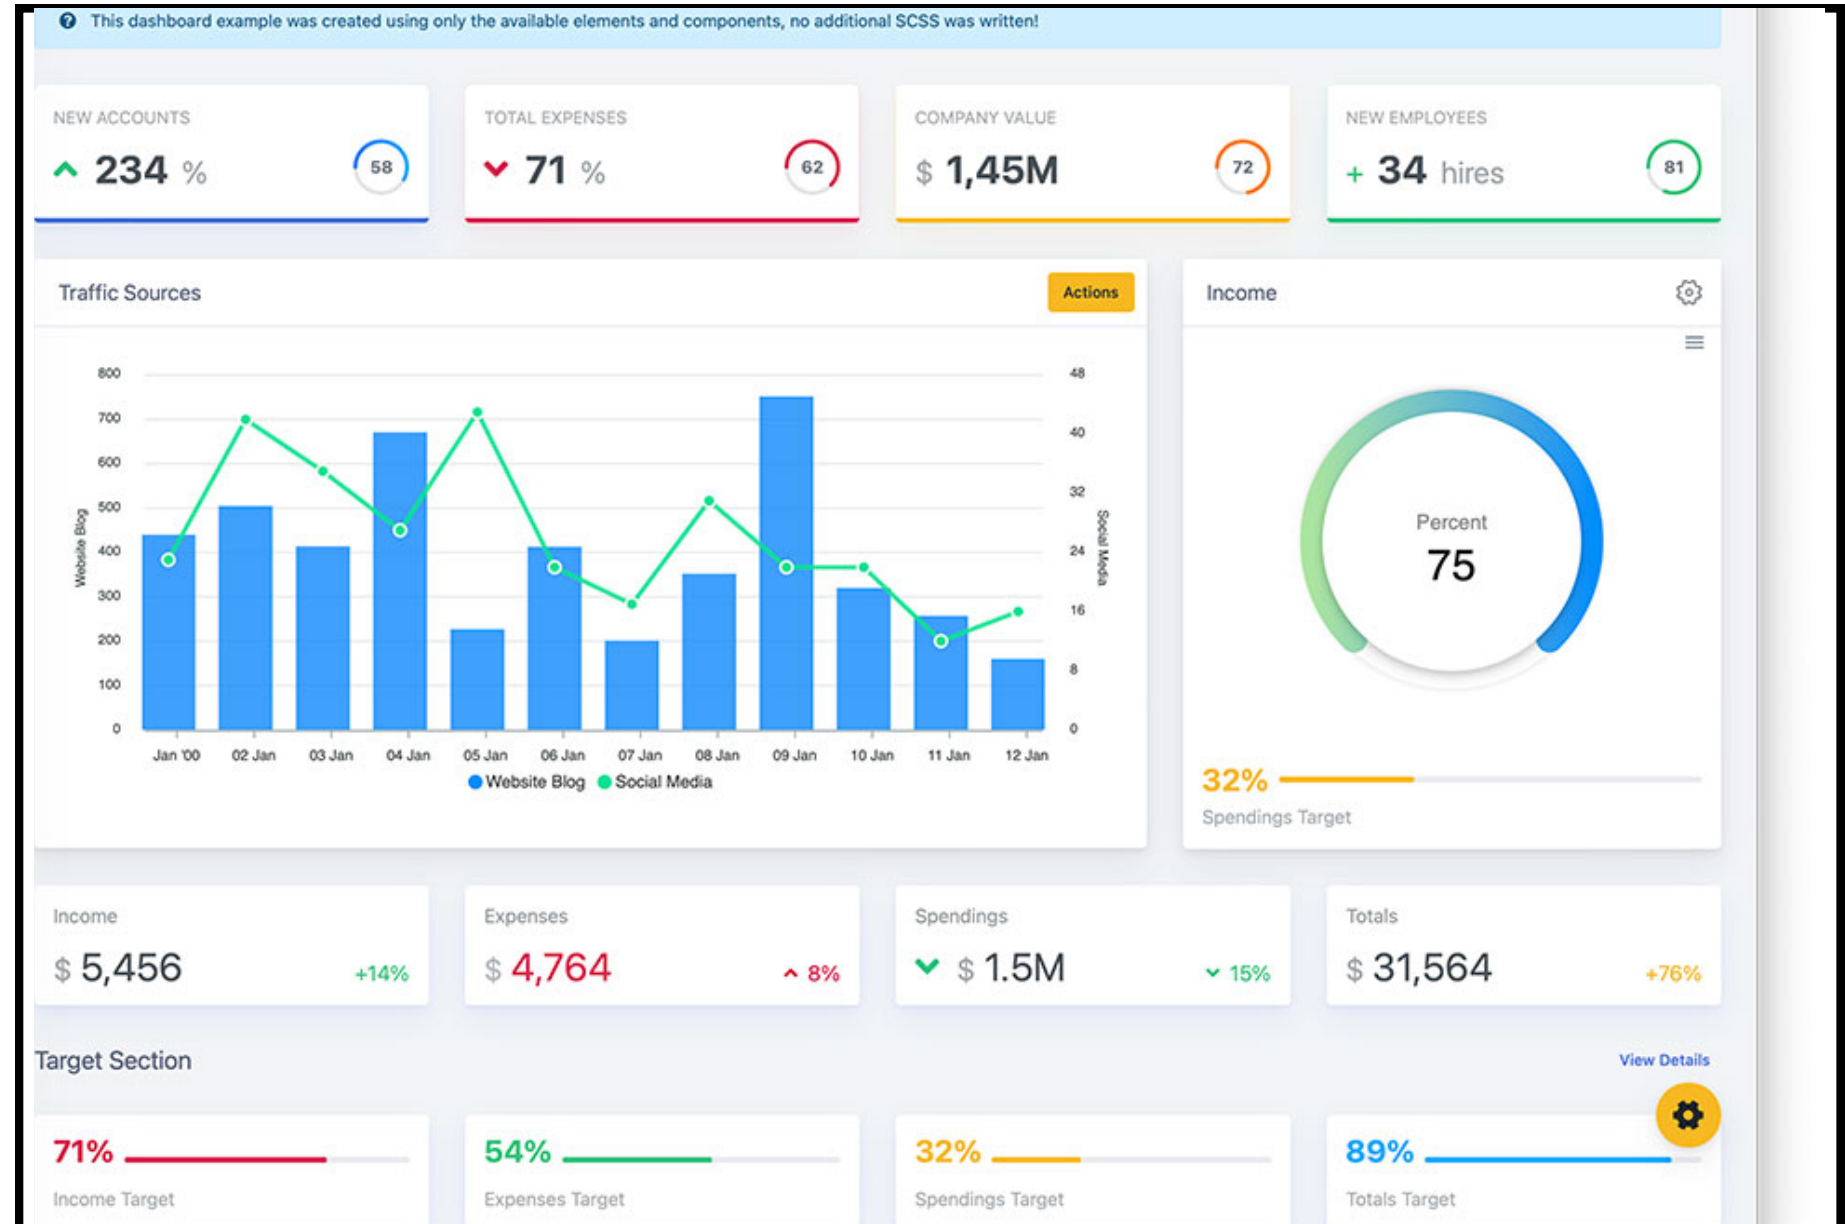 This dashboard example was created using only the available elements and components, no additional SCSS was written!
NEW ACCOUNTS
234 %
58
TOTAL EXPENSES
71 %
62
COMPANY VALUE
$ 1,45M
72
NEW EMPLOYEES
+ 34 hires
81
Traffic Sources
Actions
800
700
600
500
400
300
200
100
0
Website Blog
48
40
32
24
16
8
0
Social Media
Jan '00 02 Jan 03 Jan 04 Jan 05 Jan 06 Jan 07 Jan 08 Jan 09 Jan 10 Jan 11 Jan 12 Jan
Website Blog Social Media
Income
Percent
75
32%
Spendings Target
Income
$ 5,456 +14%
Expenses
$ 4,764 8%
Spendings
$ 1.5M 15%
Totals
$ 31,564 +76%
Target Section
View Details
71%
Income Target
54%
Expenses Target
32%
Spendings Target
89%
Totals Target